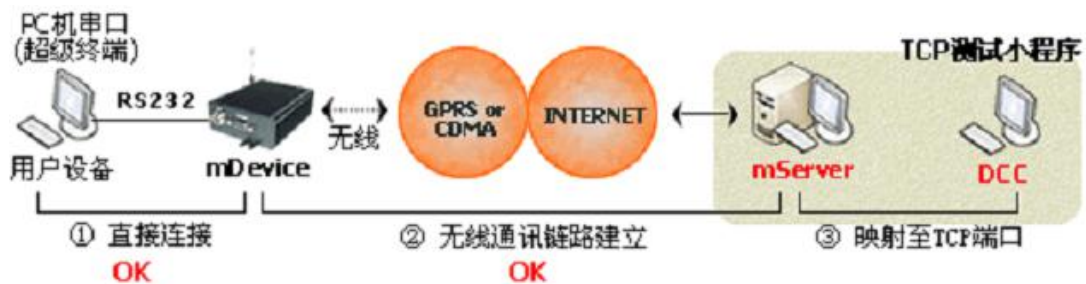 PC机串口
(超级终端)
TCP测试小程序
RS232
GPRS or
CDMA
INTERNET
无线
用户设备
mDevice
mServer
DCC
① 直接连接
② 无线通讯链路建立
③ 映射至TCP端口
OK
OK